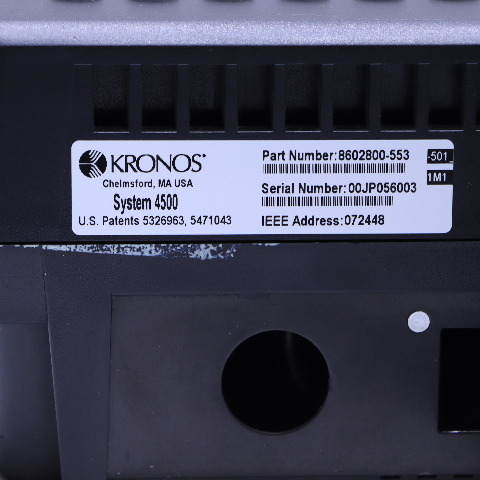 KRONOS
Chelmsford, MA USA
System 4500
U.S. Patents 5326963, 5471043
Part Number: 8602800-553
-501
1M1
Serial Number: 00JP056003
IEEE Address: 072448